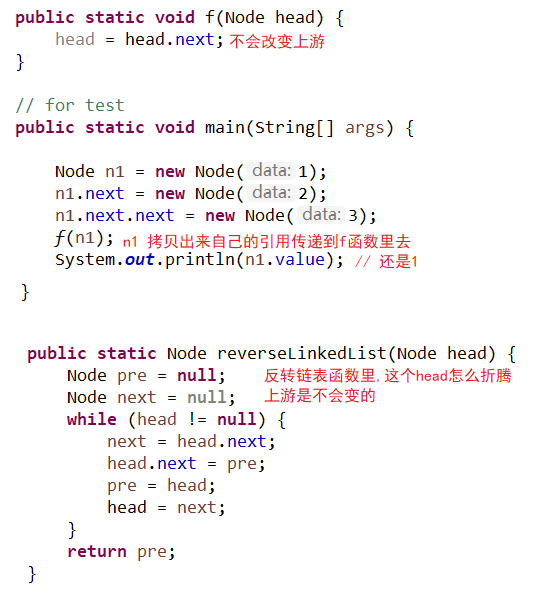 public static void f(Node head) {
head = head.next; 不会改变上游
}
// for test
public static void main(String[] args) {
Node n1 = new Node( data: 1);
n1.next = new Node( data: 2);
n1.next.next = new Node( data: 3);
f(n1); n1 拷贝出来自己的引用传递到f函数里去
System.out.println(n1.value); // 还是1
}
public static Node reverseLinkedList(Node head) {
Node pre = null; 反转链表函数里,这个head怎么折腾
Node next = null; 上游是不会变的
while (head != null) {
next = head.next;
head.next = pre;
pre = head;
head = next;
}
return pre;
}